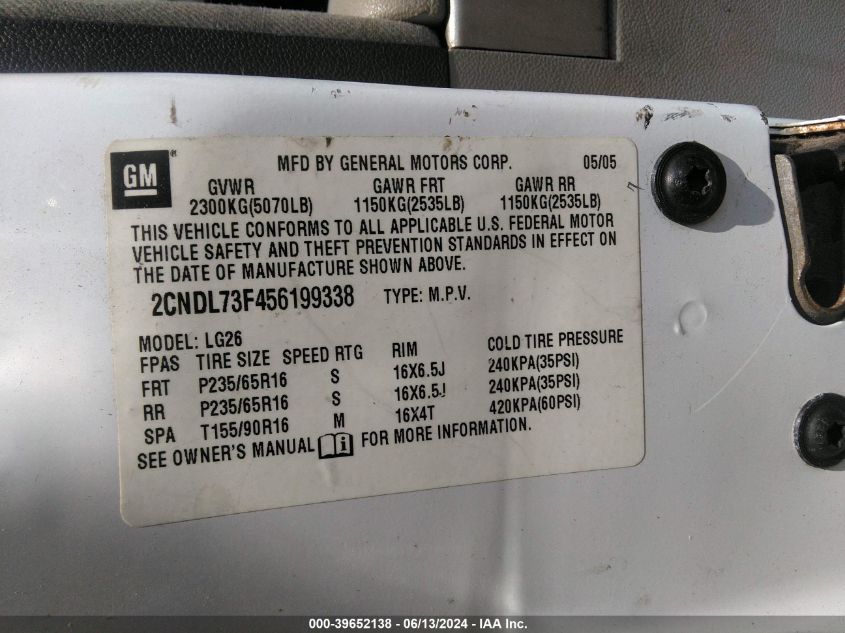 GM ® MFD BY GENERAL MOTORS CORP. 05/05
GVWR GAWR FRT GAWR RR
2300KG(5070LB) 1150KG(2535LB) 1150KG(2535LB)
THIS VEHICLE CONFORMS TO ALL APPLICABLE U.S. FEDERAL MOTOR
VEHICLE SAFETY AND THEFT PREVENTION STANDARDS IN EFFECT ON
THE DATE OF MANUFACTURE SHOWN ABOVE.
2CNDL73F456199338 TYPE: M.P.V.
MODEL: LG26
FPAS TIRE SIZE SPEED RTG RIM COLD TIRE PRESSURE
FRT P235/65R16 S 16X6.5J 240KPA(35PSI)
RR P235/65R16 S 16X6.5J 240KPA(35PSI)
SPA T155/90R16 M 16X4T 420KPA(60PSI)
SEE OWNER'S MANUAL i FOR MORE INFORMATION.
000-39652138 - 06/13/2024 - IAA Inc.